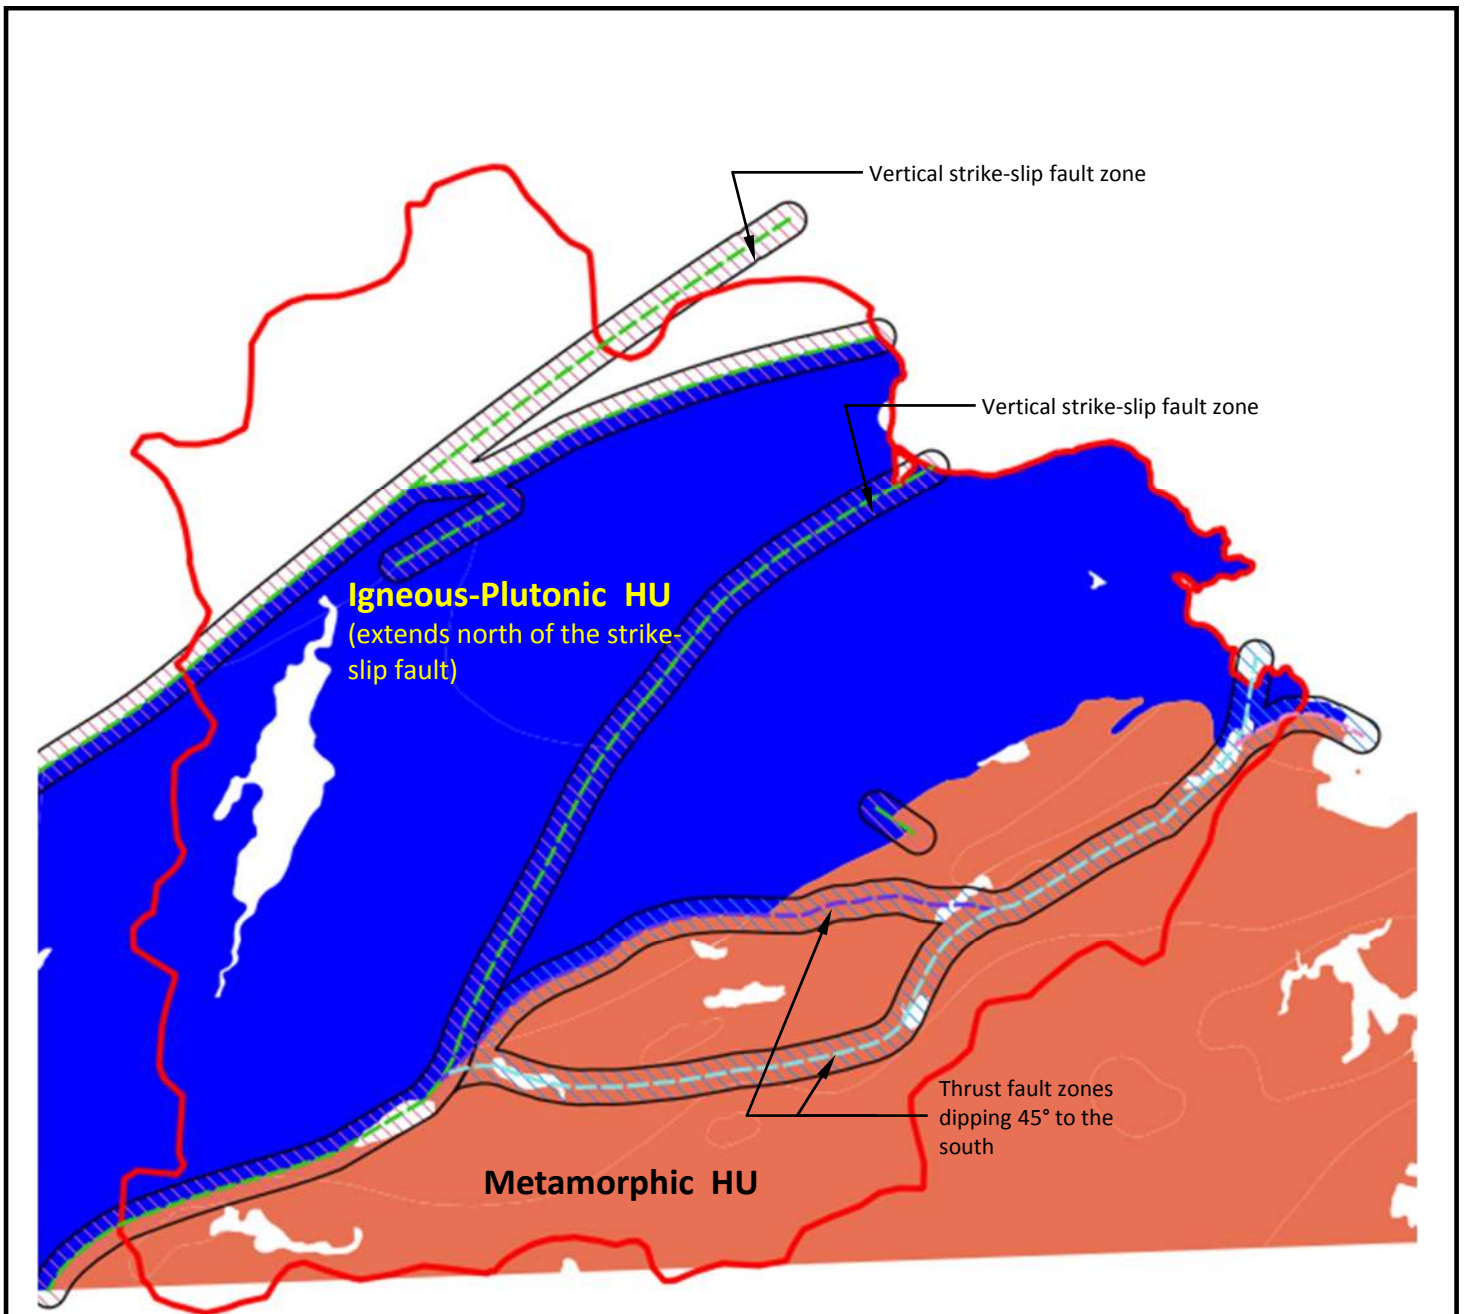 Vertical strike-slip fault zone
Vertical strike-slip fault zone
Igneous-Plutonic HU
(extends north of the strike-
slip fault)
Thrust fault zones
dipping 45° to the
south
Metamorphic HU